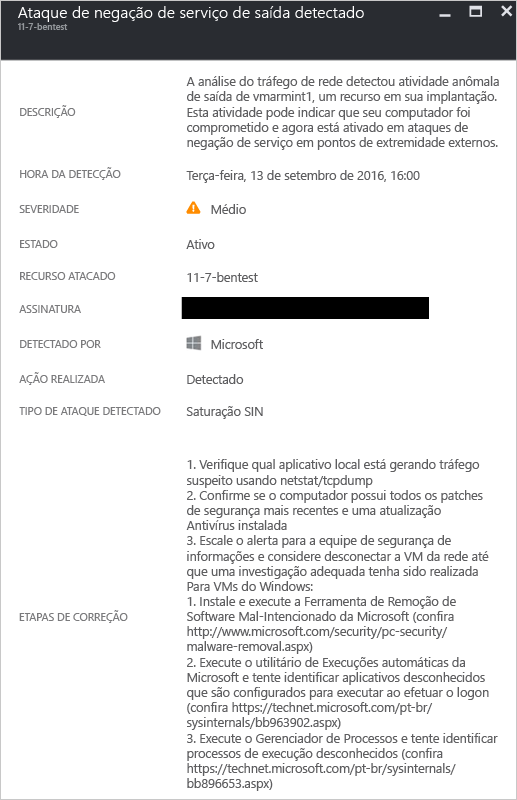 Ataque de negação de serviço de saída detectado
11-7-bentest
DESCRIÇÃO
A análise do tráfego de rede detectou atividade anômala
de saída de vmarmint1, um recurso em sua implantação.
Esta atividade pode indicar que seu computador foi
comprometido e agora está ativado em ataques de
negação de serviço em pontos de extremidade externos.
HORA DA DETECÇÃO
Terça-feira, 13 de setembro de 2016, 16:00
SEVERIDADE
Médio
ESTADO
Ativo
RECURSO ATACADO
11-7-bentest
ASSINATURA
DETECTADO POR
Microsoft
AÇÃO REALIZADA
Detectado
TIPO DE ATAQUE DETECTADO
Saturação SIN
ETAPAS DE CORREÇÃO
1. Verifique qual aplicativo local está gerando tráfego
suspeito usando netstat/tcpdump
2. Confirme se o computador possui todos os patches
de segurança mais recentes e uma atualização
Antivírus instalada
3. Escale o alerta para a equipe de segurança de
informações e considere desconectar a VM da rede até
que uma investigação adequada tenha sido realizada
Para VMs do Windows:
1. Instale e execute a Ferramenta de Remoção de
Software Mal-Intencionado da Microsoft (confira
http://www.microsoft.com/security/pc-security/
malware-removal.aspx)
2. Execute o utilitário de Execuções automáticas da
Microsoft e tente identificar aplicativos desconhecidos
que são configurados para executar ao efetuar o logon
(confira https://technet.microsoft.com/pt-br/
sysinternals/bb963902.aspx)
3. Execute o Gerenciador de Processos e tente identificar
processos de execução desconhecidos (confira
https://technet.microsoft.com/pt-br/sysinternals/
bb896653.aspx)